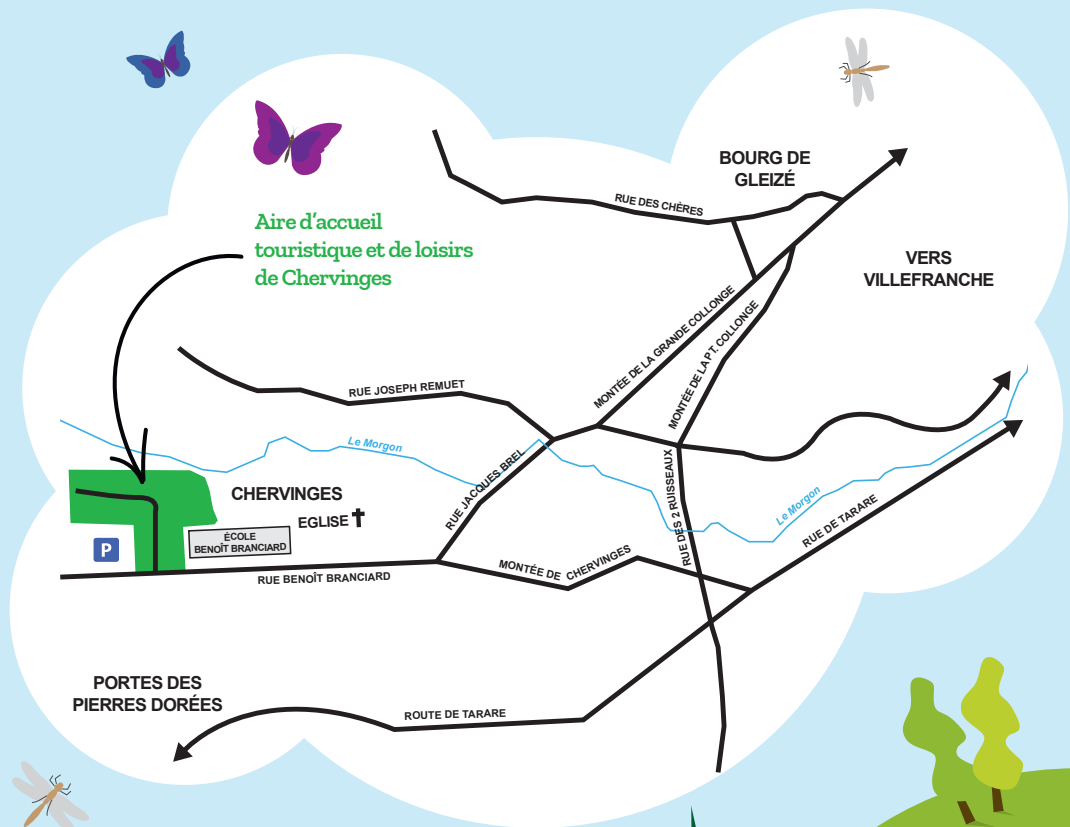 BOURG DE
GLEIZÉ
RUE DES CHÈRES
Aire d'accueil
touristique et de loisirs
de Chervinges
VERS
VILLEFRANCHE
MONTÉE DE LA GRANDE COLLONGE
MONTÉE DE LA PT. COLLONGE
RUE JOSEPH REMUET
Le Morgon
RUE JACQUES BREL
CHERVINGES
EGLISE
RUE DES 2 RUISSEAUX
Le Morgon
RUE DE TARARE
P
ÉCOLE
BENOÎT BRANCIARD
RUE BENOÎT BRANCIARD
MONTÉE DE CHERVINGES
PORTES DES
PIERRES DORÉES
ROUTE DE TARARE